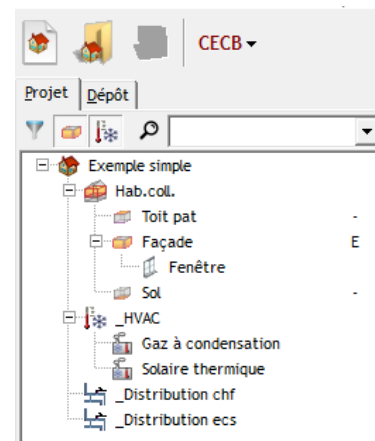 CECB
Projet Dépôt
Exemple simple
Hab.coll.
Toit pat -
Façade E
Fenêtre
Sol -
_HVAC
Gaz à condensation
Solaire thermique
_Distribution chf
_Distribution ecs